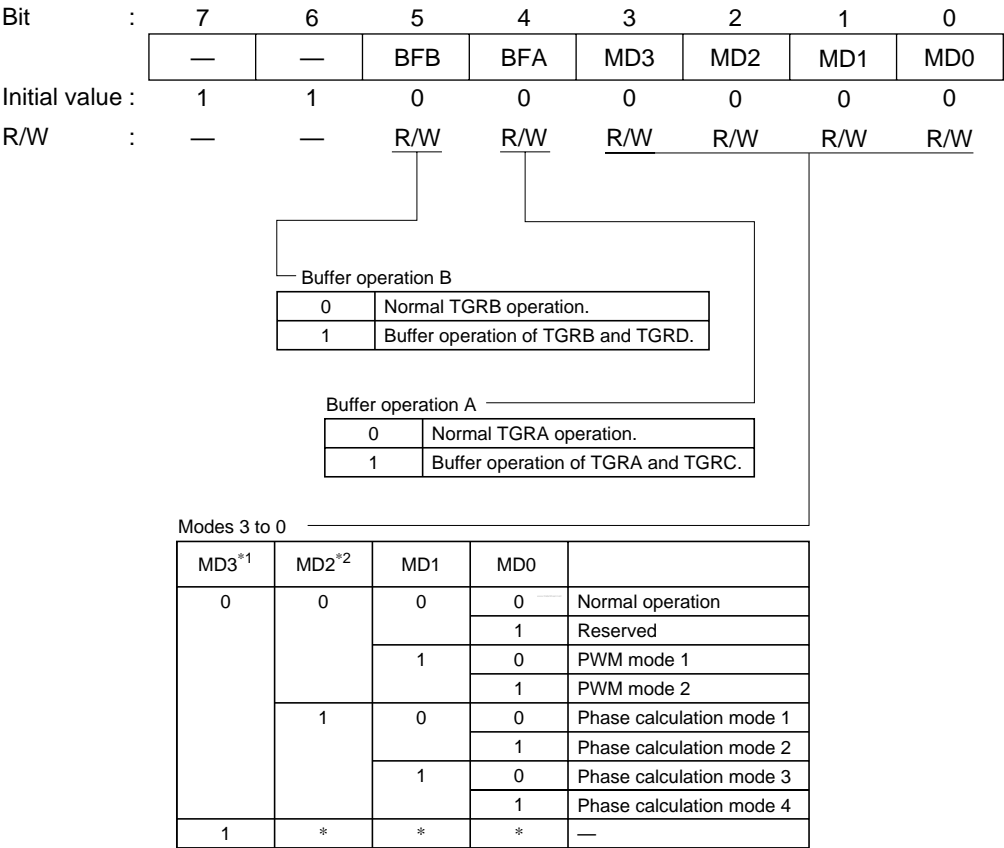 Bit : 7 6 5 4 3 2 1 0
— — BFB BFA MD3 MD2 MD1 MD0
Initial value : 1 1 0 0 0 0 0 0
R/W : — — R/W R/W R/W R/W R/W R/W
Buffer operation B
0 Normal TGRB operation.
1 Buffer operation of TGRB and TGRD.
Buffer operation A
0 Normal TGRA operation.
1 Buffer operation of TGRA and TGRC.
Modes 3 to 0
MD3*1 MD2*2 MD1 MD0
0 0 0 0 Normal operation
1 Reserved
1 0 PWM mode 1
1 PWM mode 2
1 0 0 Phase calculation mode 1
1 Phase calculation mode 2
1 0 Phase calculation mode 3
1 Phase calculation mode 4
1 * * * —